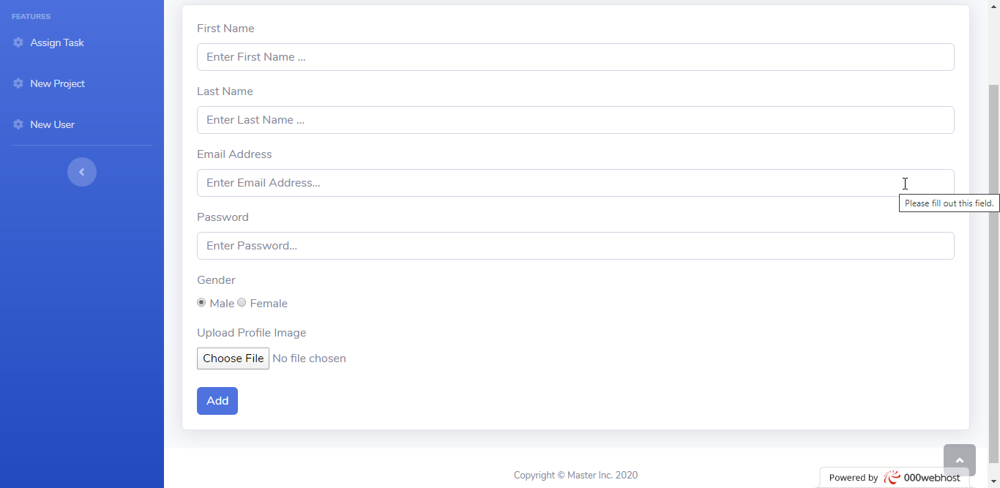 FEATURES
Assign Task
New Project
New User
First Name
Enter First Name ...
Last Name
Enter Last Name ...
Email Address
Enter Email Address...
Please fill out this field.
Password
Enter Password...
Gender
Male Female
Upload Profile Image
Choose File No file chosen
Add
Copyright © Master Inc. 2020
Powered by 000webhost